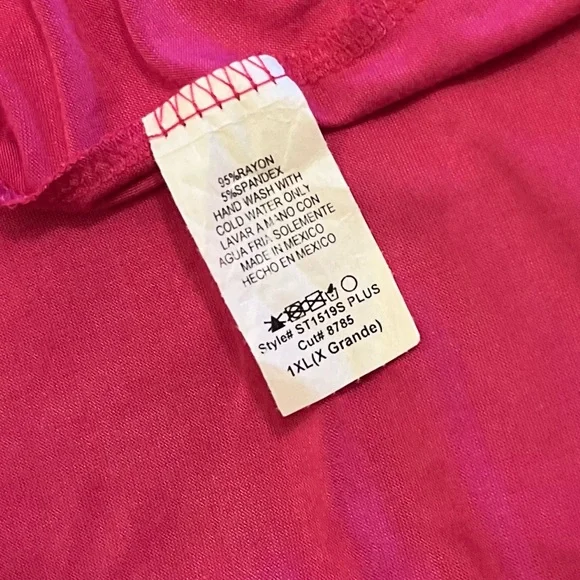 95%RAYON
5%SPANDEX
HAND WASH WITH
COLD WATER ONLY
LAVAR A MANO CON
AGUA FRIA SOLEMENTE
MADE IN MEXICO
HECHO EN MEXICO
Style# ST1519S PLUS
Cut# 8785
1XL(X Grande)